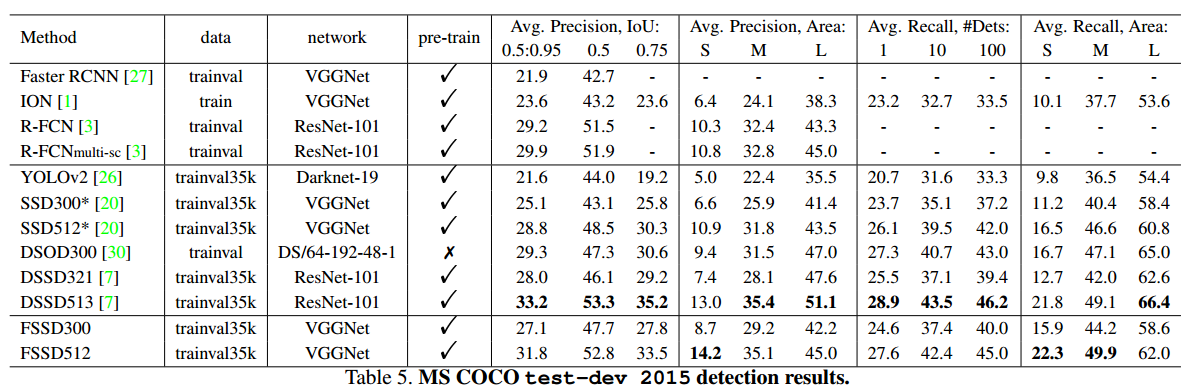 Method data network pre-train Avg. Precision, IoU: Avg. Precision, Area: Avg. Recall, #Dets: Avg. Recall, Area:
0.5:0.95 0.5 0.75 S M L 1 10 100 S M L
Faster RCNN [27] trainval VGGNet ✓ 21.9 42.7 - - - - - - - - - -
ION [1] train VGGNet ✓ 23.6 43.2 23.6 6.4 24.1 38.3 23.2 32.7 33.5 10.1 37.7 53.6
R-FCN [3] trainval ResNet-101 ✓ 29.2 51.5 - 10.3 32.4 43.3 - - - - - -
R-FCNmulti-sc [3] trainval ResNet-101 ✓ 29.9 51.9 - 10.8 32.8 45.0 - - - - - -
YOLOv2 [26] trainval35k Darknet-19 ✓ 21.6 44.0 19.2 5.0 22.4 35.5 20.7 31.6 33.3 9.8 36.5 54.4
SSD300* [20] trainval35k VGGNet ✓ 25.1 43.1 25.8 6.6 25.9 41.4 23.7 35.1 37.2 11.2 40.4 58.4
SSD512* [20] trainval35k VGGNet ✓ 28.8 48.5 30.3 10.9 31.8 43.5 26.1 39.5 42.0 16.5 46.6 60.8
DSOD300 [30] trainval DS/64-192-48-1 ✗ 29.3 47.3 30.6 9.4 31.5 47.0 27.3 40.7 43.0 16.7 47.1 65.0
DSSD321 [7] trainval35k ResNet-101 ✓ 28.0 46.1 29.2 7.4 28.1 47.6 25.5 37.1 39.4 12.7 42.0 62.6
DSSD513 [7] trainval35k ResNet-101 ✓ 33.2 53.3 35.2 13.0 35.4 51.1 28.9 43.5 46.2 21.8 49.1 66.4
FSSD300 trainval35k VGGNet ✓ 27.1 47.7 27.8 8.7 29.2 42.2 24.6 37.4 40.0 15.9 44.2 58.6
FSSD512 trainval35k VGGNet ✓ 31.8 52.8 33.5 14.2 35.1 45.0 27.6 42.4 45.0 22.3 49.9 62.0
Table 5. MS COCO test-dev 2015 detection results.